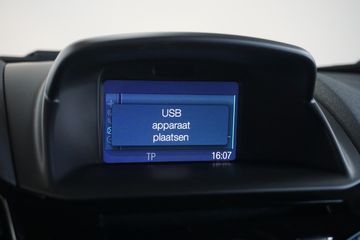 USB
apparaat
plaatsen
TP 16:07